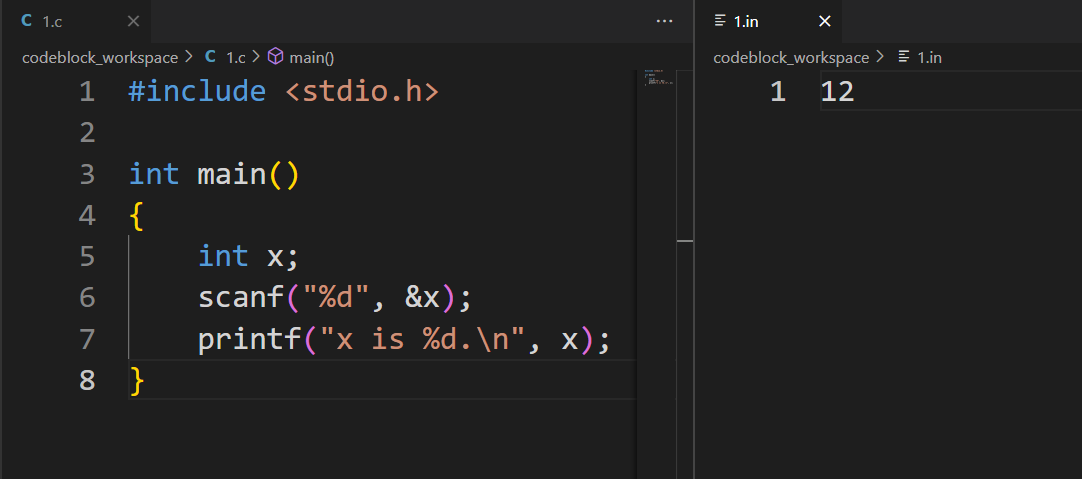 C 1.c
codeblock_workspace > C 1.c > main()
1 #include <stdio.h>
2
3 int main()
4 {
5     int x;
6     scanf("%d", &x);
7     printf("x is %d.\n", x);
8 }
1.in
codeblock_workspace > 1.in
1 12